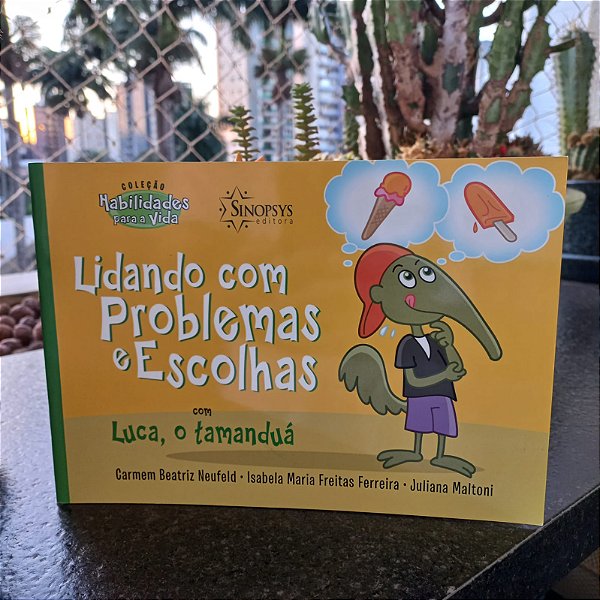 COLEÇÃO
Habilidades
para a Vida
SINOPSYS
editora
Lidando com
Problemas
e Escolhas
com
Luca, o tamanduá
Carmem Beatriz Neufeld • Isabela Maria Freitas Ferreira • Juliana Maltoni